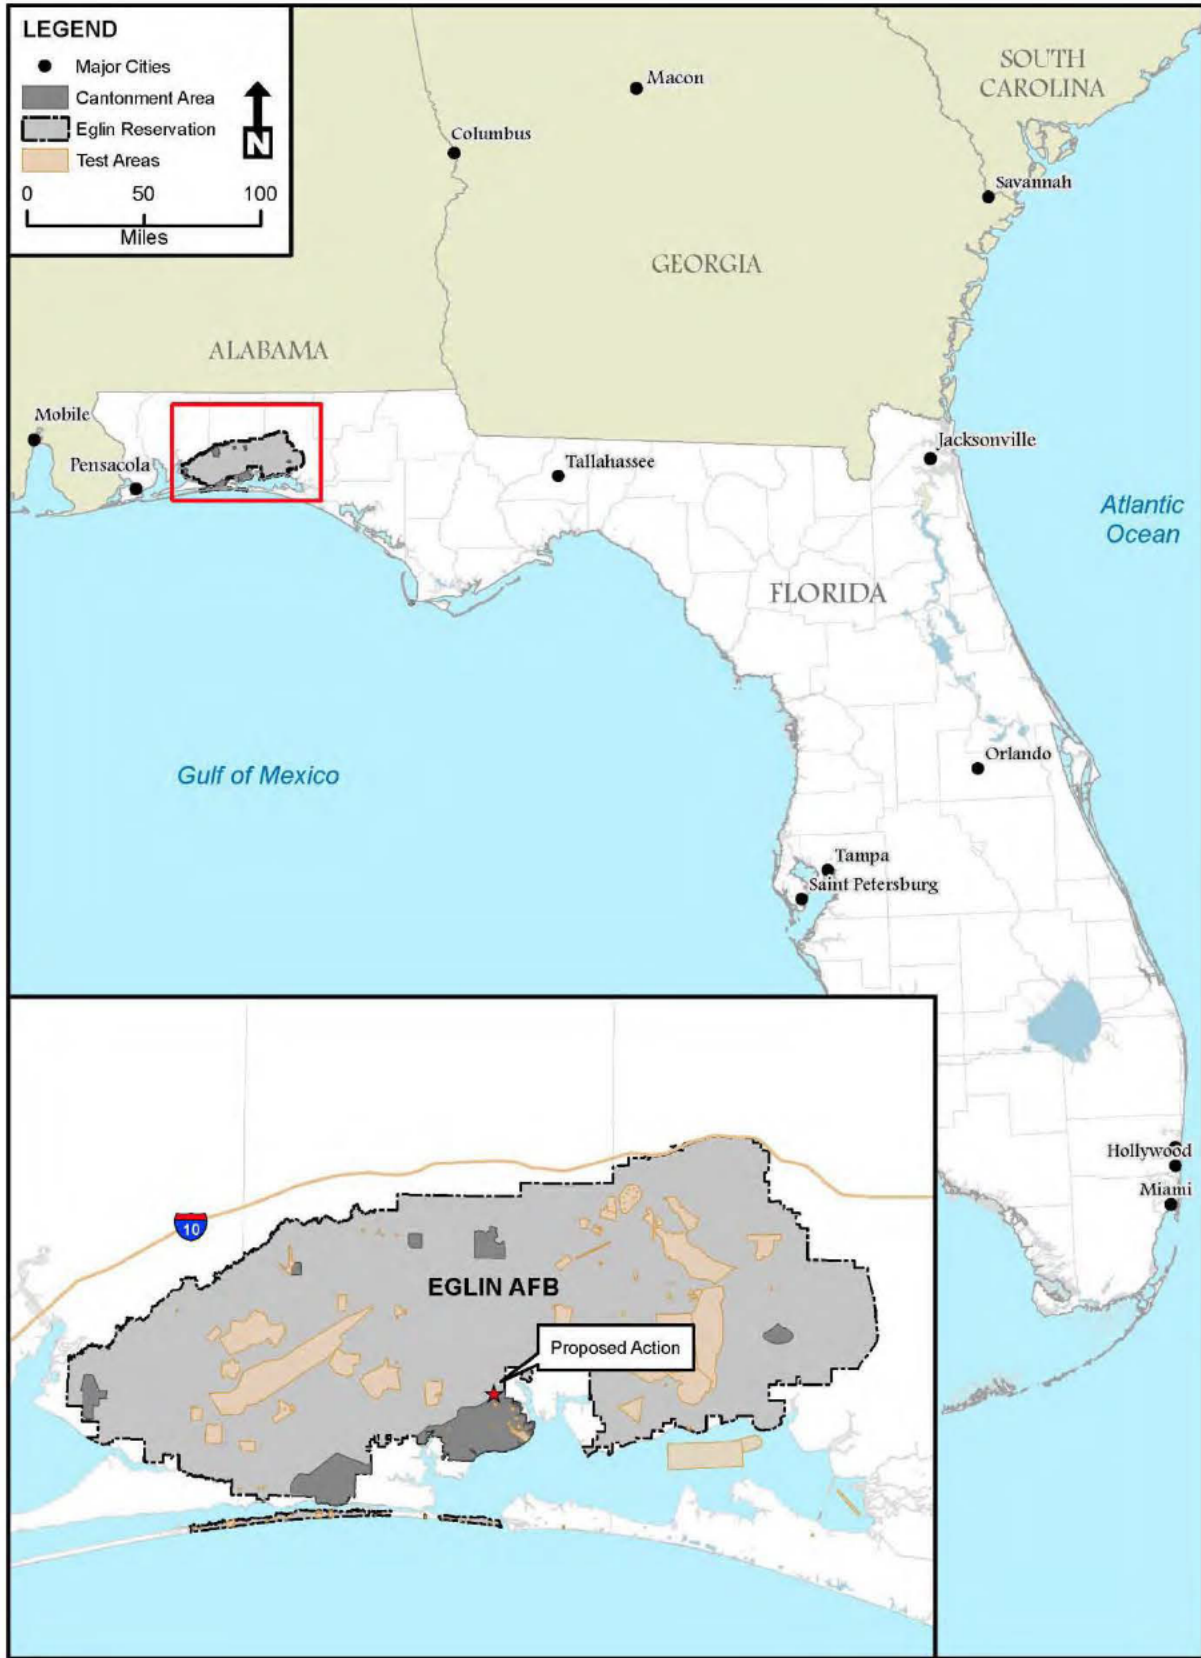 LEGEND
Major Cities
Cantonment Area
Eglin Reservation
Test Areas
N
0 50 100
Miles
Macon
SOUTH
CAROLINA
Columbus
Savannah
GEORGIA
ALABAMA
Mobile
Pensacola
Tallahassee
Jacksonville
Atlantic
Ocean
FLORIDA
Gulf of Mexico
Orlando
Tampa
Saint Petersburg
Hollywood
Miami
10
EGLIN AFB
Proposed Action